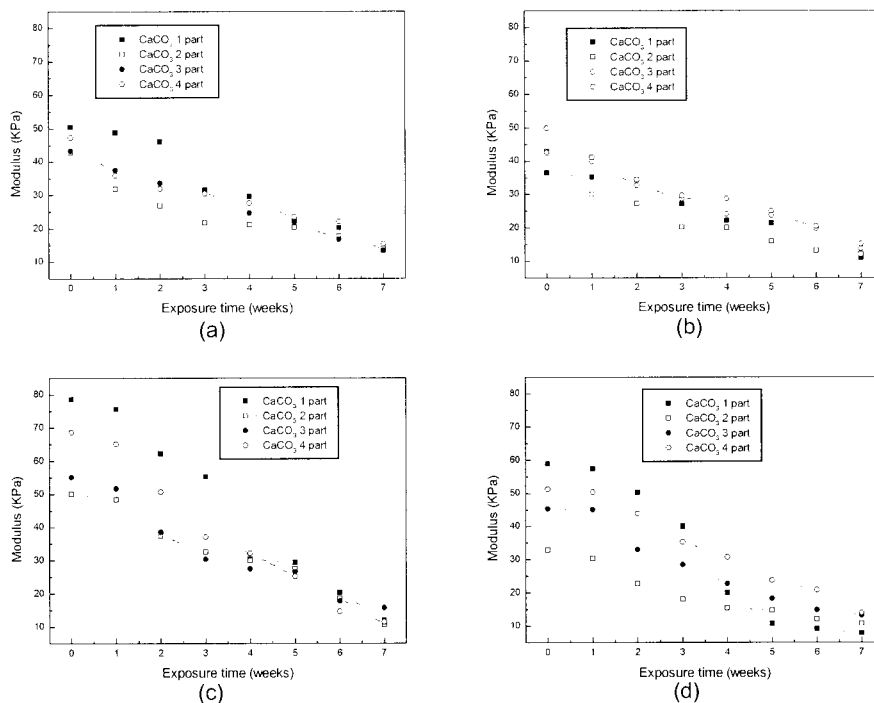 80
70
60
50
40
30
20
10
Modulus (KPa)
CaCO3 1 part
CaCO3 2 part
CaCO3 3 part
CaCO3 4 part
0 1 2 3 4 5 6 7
Exposure time (weeks)
(a)
80
70
60
50
40
30
20
10
Modulus (KPa)
CaCO3 1 part
CaCO3 2 part
CaCO3 3 part
CaCO3 4 part
0 1 2 3 4 5 6 7
Exposure time (weeks)
(b)
80
70
60
50
40
30
20
10
Modulus (KPa)
CaCO3 1 part
CaCO3 2 part
CaCO3 3 part
CaCO3 4 part
0 1 2 3 4 5 6 7
Exposure time (weeks)
(c)
80
70
60
50
40
30
20
10
Modulus (KPa)
CaCO3 1 part
CaCO3 2 part
CaCO3 3 part
CaCO3 4 part
0 1 2 3 4 5 6 7
Exposure time (weeks)
(d)